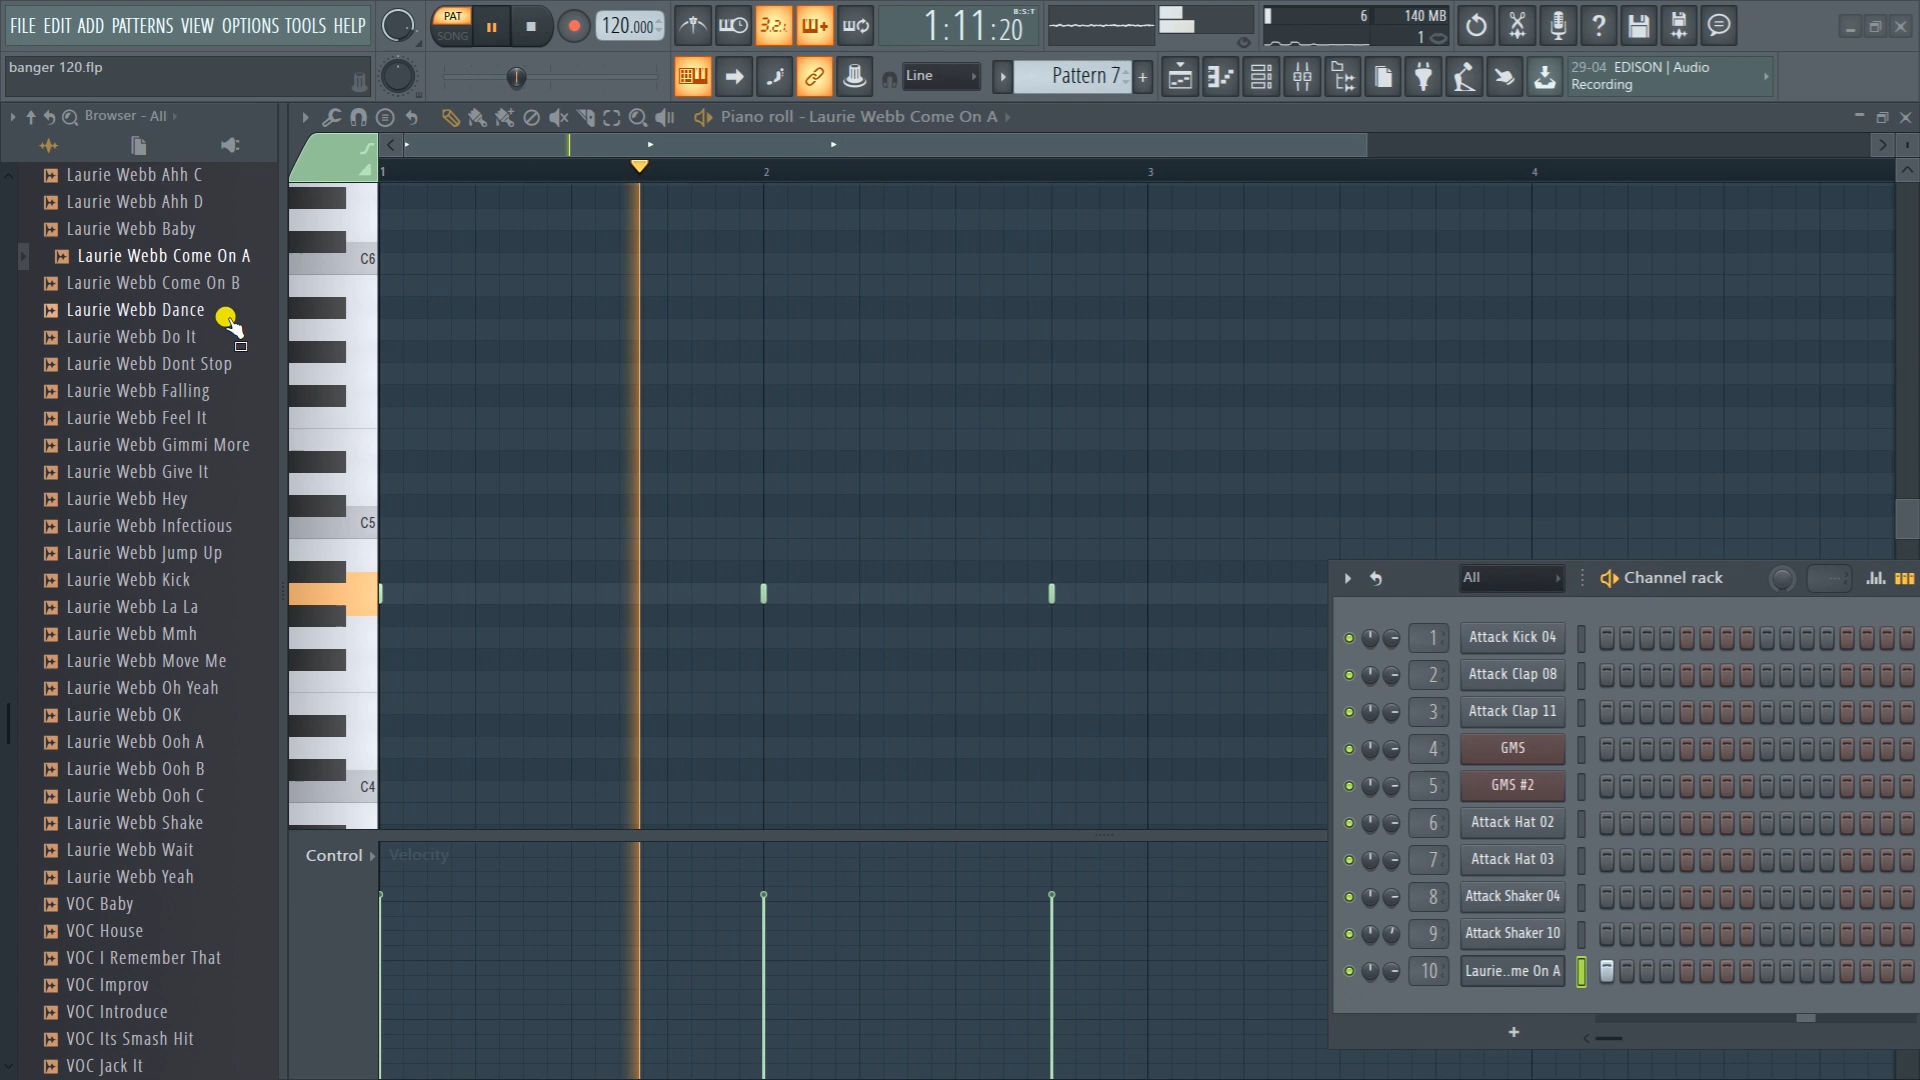 FILE EDIT ADD PATTERNS VIEW OPTIONS TOOLS HELP
PAT
SONG
120.000
3.2.
1:11:20
B:S:T
6
140 MB
1
banger 120.flp
Line
Pattern 7
29-04 EDISON | Audio
Recording
Browser - All
Piano roll - Laurie Webb Come On A
1
2
3
4
Laurie Webb Ahh C
Laurie Webb Ahh D
Laurie Webb Baby
Laurie Webb Come On A
Laurie Webb Come On B
Laurie Webb Dance
Laurie Webb Do It
Laurie Webb Dont Stop
Laurie Webb Falling
Laurie Webb Feel It
Laurie Webb Gimmi More
Laurie Webb Give It
Laurie Webb Hey
Laurie Webb Infectious
Laurie Webb Jump Up
Laurie Webb Kick
Laurie Webb La La
Laurie Webb Mmh
Laurie Webb Move Me
Laurie Webb Oh Yeah
Laurie Webb OK
Laurie Webb Ooh A
Laurie Webb Ooh B
Laurie Webb Ooh C
Laurie Webb Shake
Laurie Webb Wait
Laurie Webb Yeah
VOC Baby
VOC House
VOC I Remember That
VOC Improv
VOC Introduce
VOC Its Smash Hit
VOC Jack It
C6
C5
C4
Control
Velocity
All
Channel rack
1 Attack Kick 04
2 Attack Clap 08
3 Attack Clap 11
4 GMS
5 GMS #2
6 Attack Hat 02
7 Attack Hat 03
8 Attack Shaker 04
9 Attack Shaker 10
10 Laurie..me On A